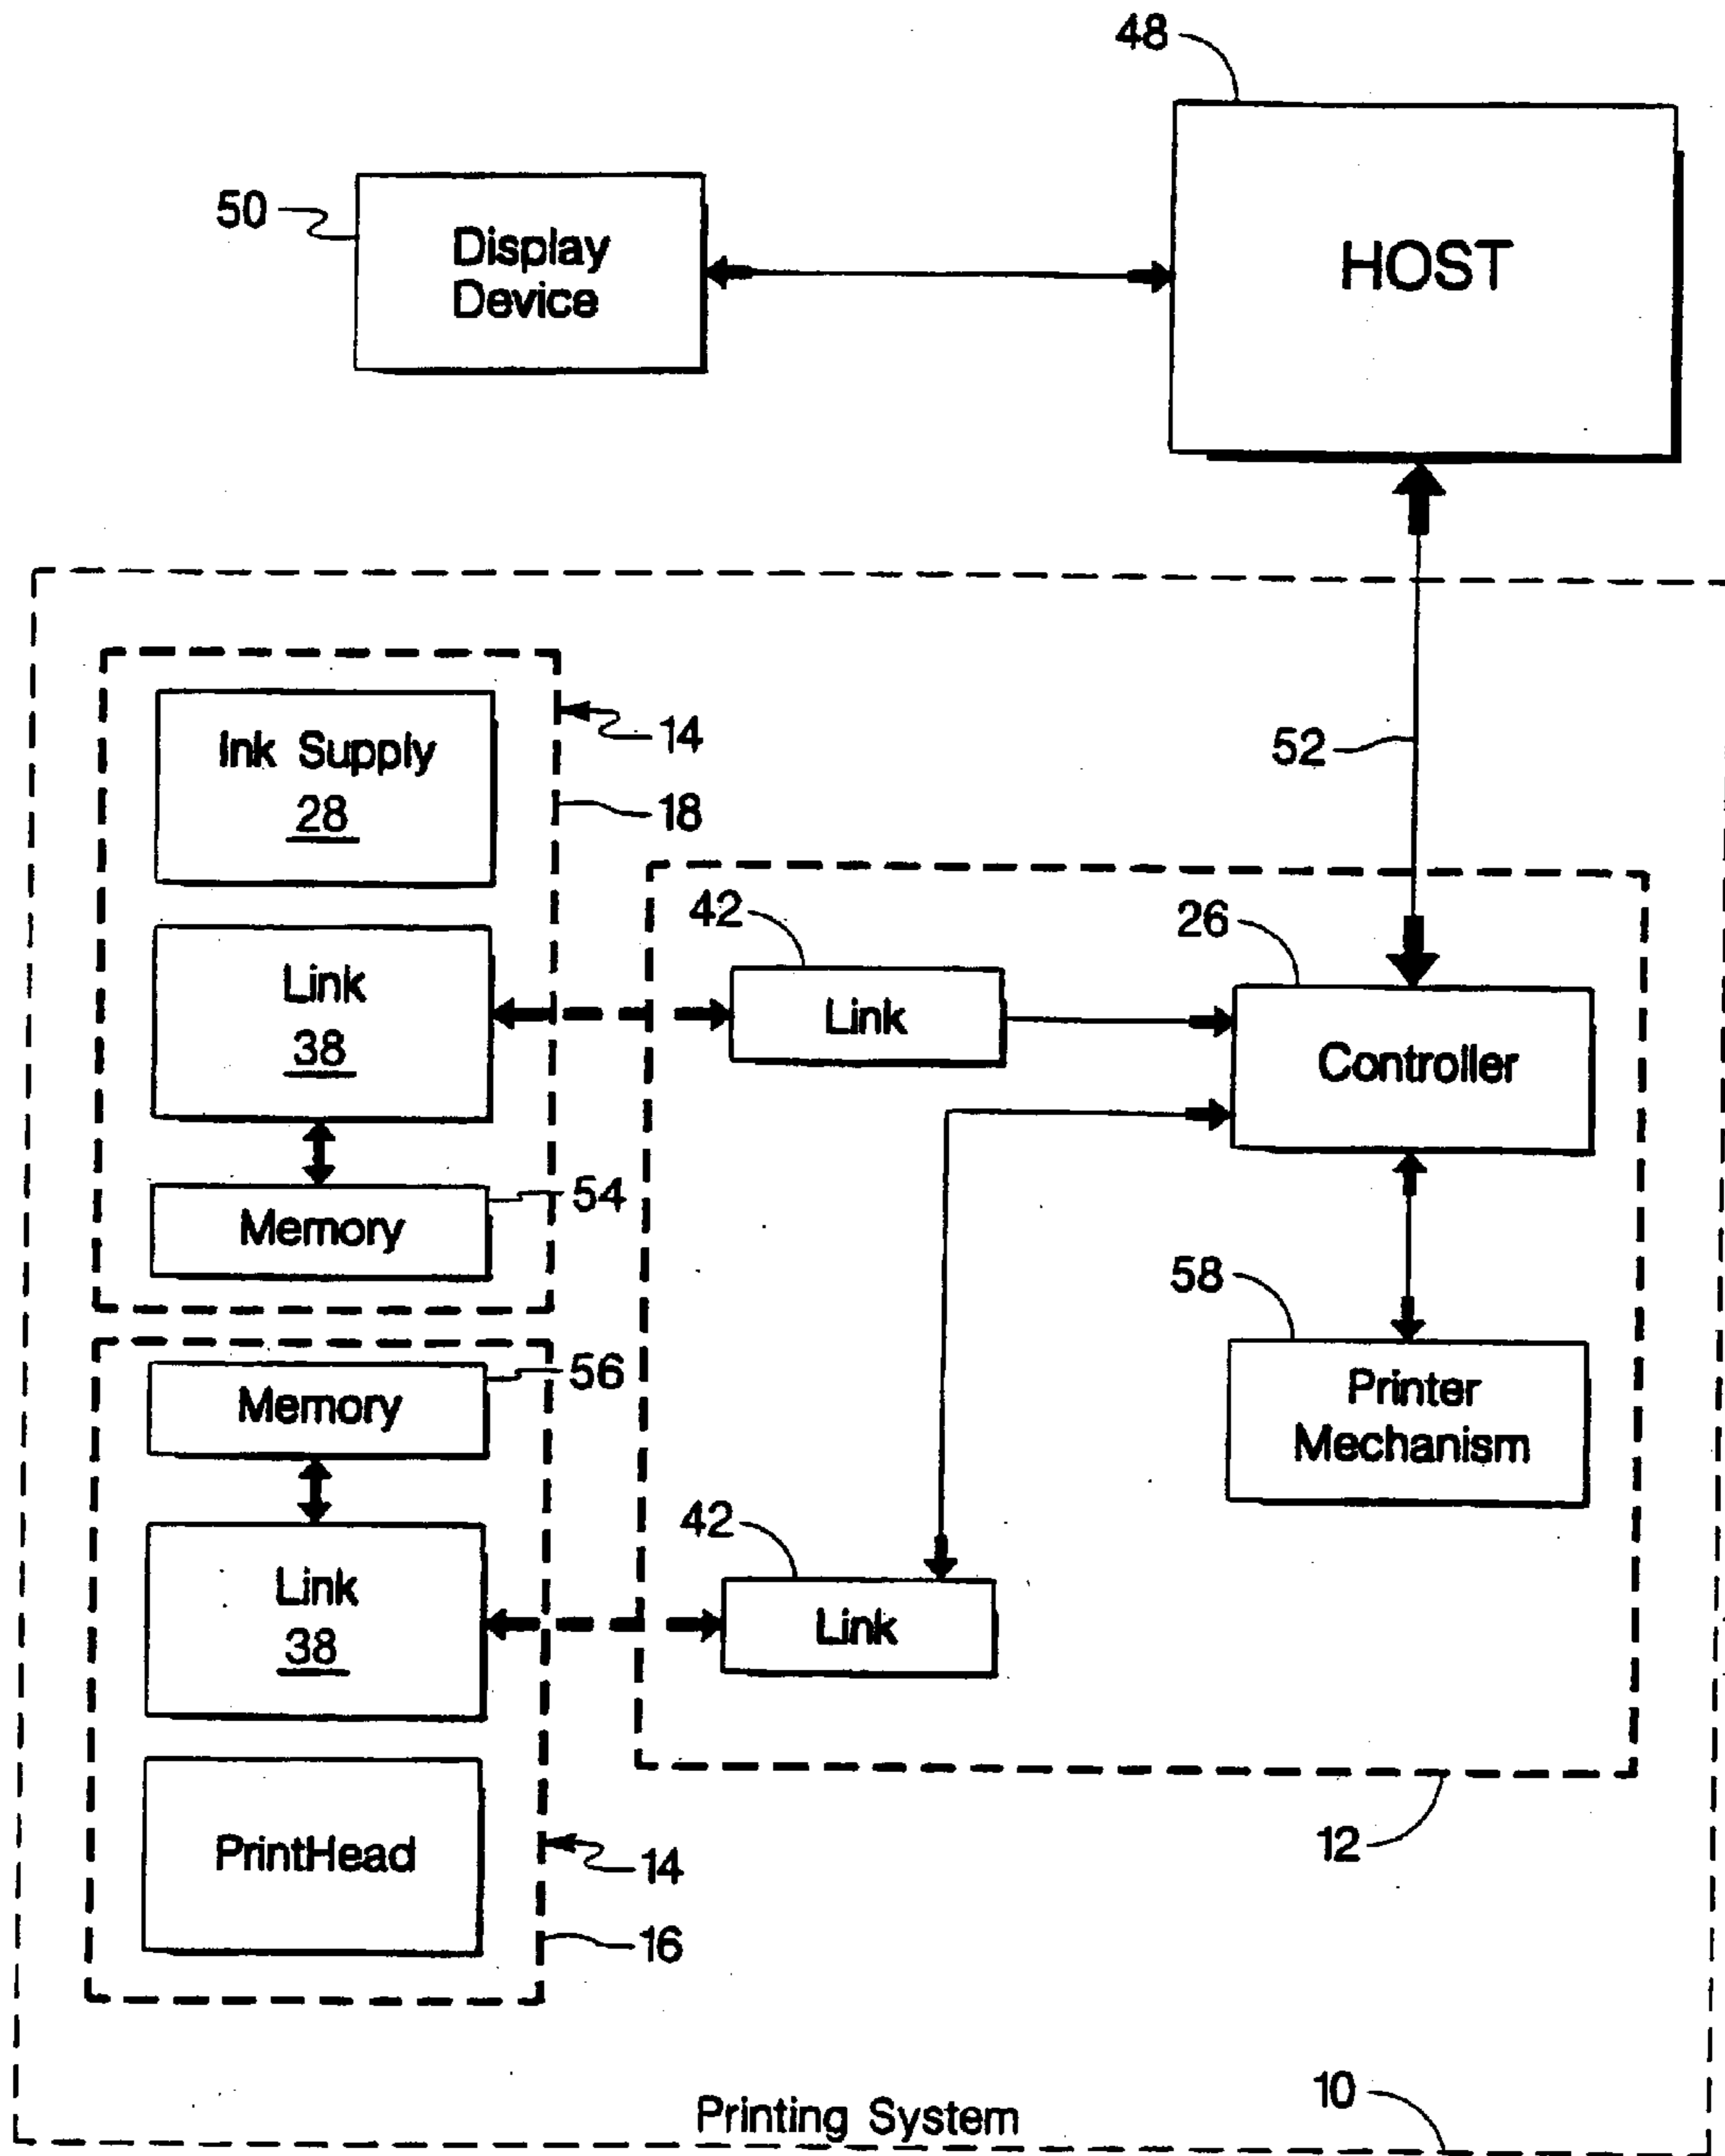 48
HOST
50
Display
Device
52
Ink Supply
28
14
18
Link
38
42
Link
26
Controller
Memory
54
58
Printer
Mechanism
Memory
56
Link
38
42
Link
PrintHead
14
16
12
Printing System
10